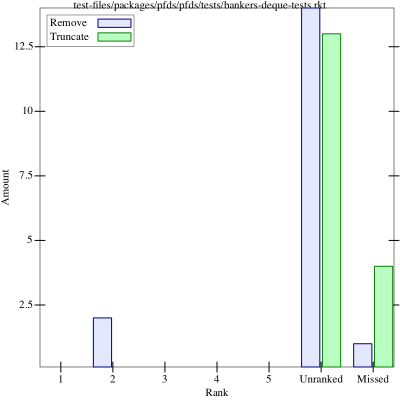 test-files/packages/pfds/pfds/tests/bankers-deque-tests.rkt
Remove
Truncate
12.5
10
7.5
5
2.5
Amount
1 2 3 4 5 Unranked Missed
Rank